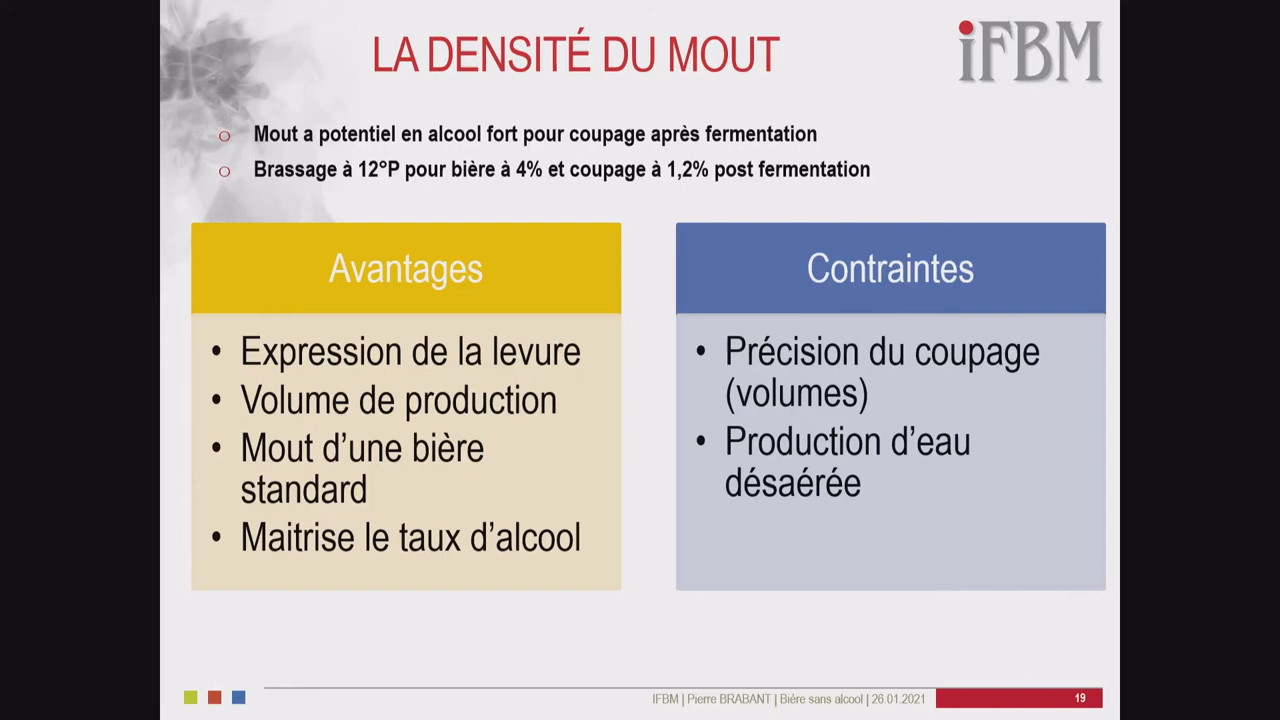 LA DENSITÉ DU MOUT
iFBM
o Mout a potentiel en alcool fort pour coupage après fermentation
o Brassage à 12°P pour bière à 4% et coupage à 1,2% post fermentation
Avantages
• Expression de la levure
• Volume de production
• Mout d’une bière
standard
• Maitrise le taux d’alcool
Contraintes
• Précision du coupage
(volumes)
• Production d’eau
désaérée
IFBM | Pierre BRABANT | Bière sans alcool | 26.01.2021
19